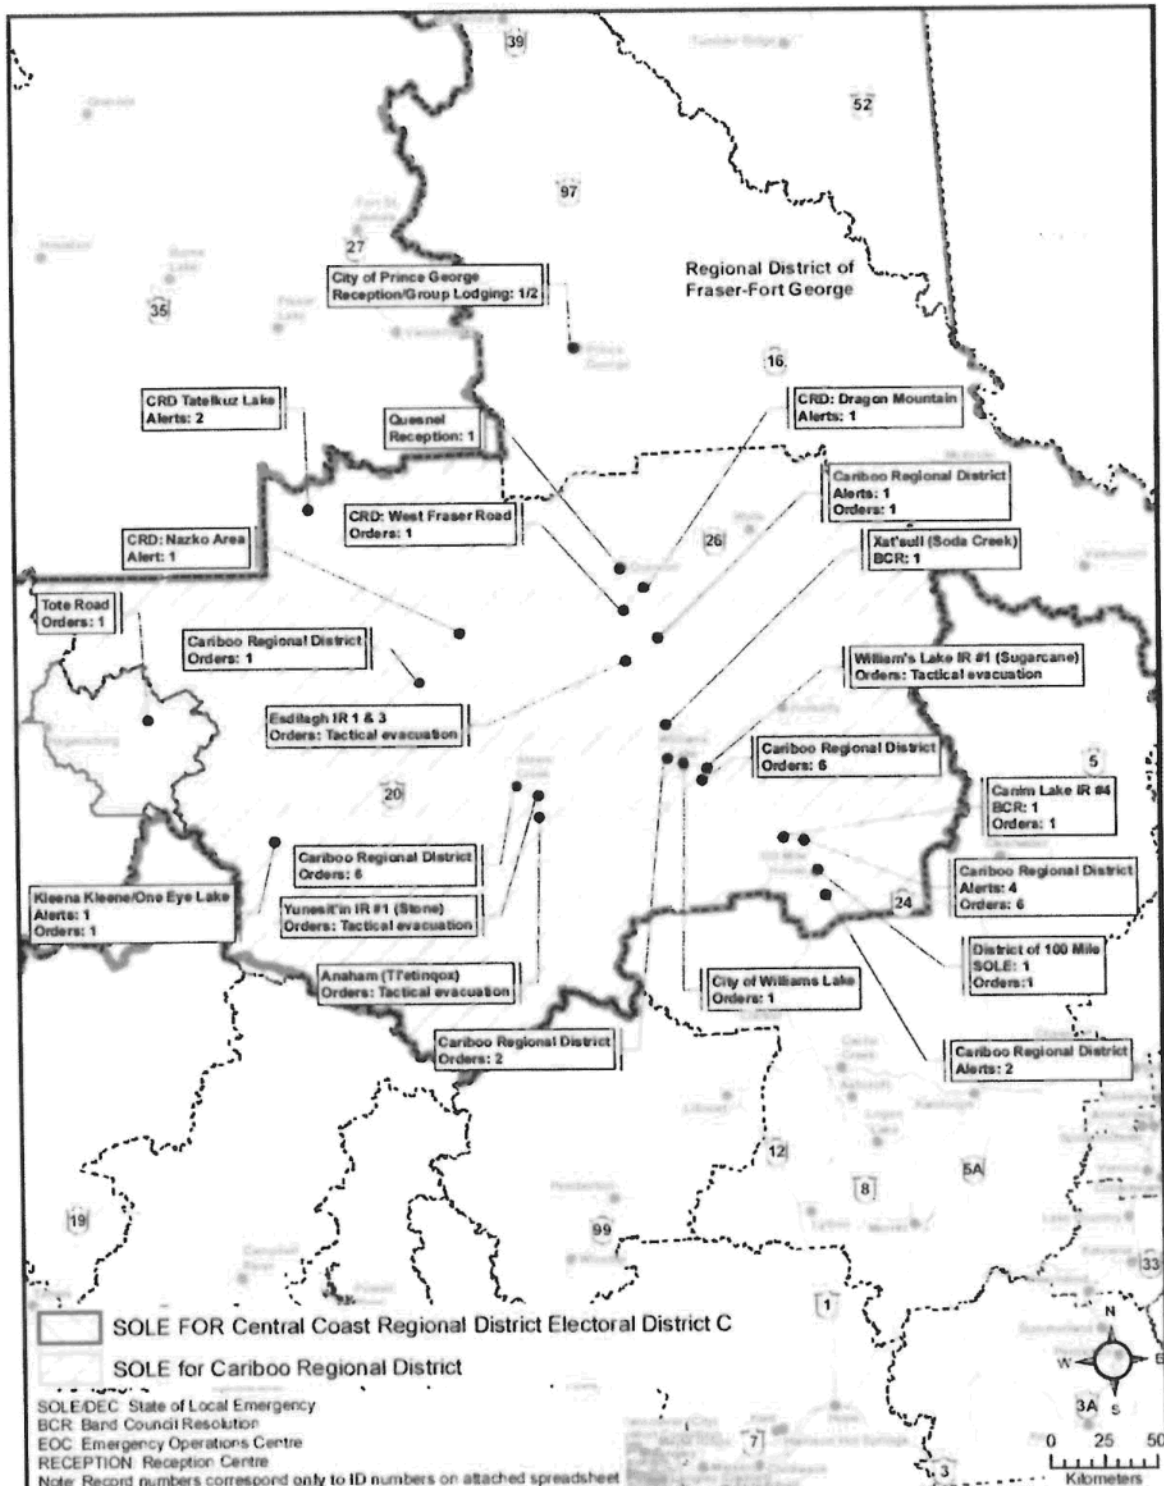 39
52
97
27
35
City of Prince George
Reception/Group Lodging: 1/2
Regional District of
Fraser-Fort George
Prince
George
16
CRD Tatelkuz Lake
Alerts: 2
Quesnel
Reception: 1
CRD: Dragon Mountain
Alerts: 1
Cariboo Regional District
Alerts: 1
Orders: 1
CRD: West Fraser Road
Orders: 1
CRD: Nazko Area
Alert: 1
26
Xat'sull (Soda Creek)
BCR: 1
Tote Road
Orders: 1
Cariboo Regional District
Orders: 1
William's Lake IR #1 (Sugarcane)
Orders: Tactical evacuation
Esdilagh IR 1 & 3
Orders: Tactical evacuation
Cariboo Regional District
Orders: 6
5
20
Canim Lake IR #4
BCR: 1
Orders: 1
Cariboo Regional District
Orders: 6
Cariboo Regional District
Alerts: 4
Orders: 6
Kleena Kleene/One Eye Lake
Alerts: 1
Orders: 1
24
Yunesit'in IR #1 (Stone)
Orders: Tactical evacuation
District of 100 Mile
SOLE: 1
Orders:1
Anaham (Tl'etinqox)
Orders: Tactical evacuation
City of Williams Lake
Orders: 1
Cariboo Regional District
Orders: 2
Cariboo Regional District
Alerts: 2
12
5A
8
19
99
33
1
SOLE FOR Central Coast Regional District Electoral District C
SOLE for Cariboo Regional District
SOLE/DEC: State of Local Emergency
BCR: Band Council Resolution
EOC: Emergency Operations Centre
RECEPTION: Reception Centre
Note: Record numbers correspond only to ID numbers on attached spreadsheet
N
W
E
S
3A
7
3
0 25 50
Kilometers